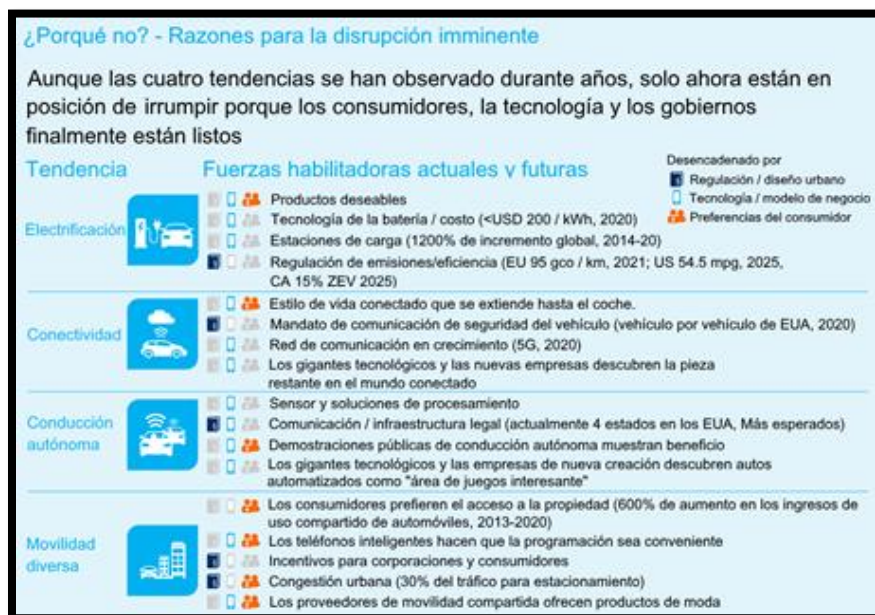 ¿Porqué no? - Razones para la disrupción imminente
Aunque las cuatro tendencias se han observado durante años, solo ahora están en
posición de irrumpir porque los consumidores, la tecnología y los gobiernos
finalmente están listos
Tendencia
Fuerzas habilitadoras actuales y futuras
Desencadenado por
Regulación / diseño urbano
Tecnología / modelo de negocio
Preferencias del consumidor
Electrificación
Productos deseables
Tecnología de la batería / costo (<USD 200 / kWh, 2020)
Estaciones de carga (1200% de incremento global, 2014-20)
Regulación de emisiones/eficiencia (EU 95 gco / km, 2021; US 54.5 mpg, 2025,
CA 15% ZEV 2025)
Conectividad
Estilo de vida conectado que se extiende hasta el coche.
Mandato de comunicación de seguridad del vehículo (vehículo por vehículo de EUA, 2020)
Red de comunicación en crecimiento (5G, 2020)
Los gigantes tecnológicos y las nuevas empresas descubren la pieza
restante en el mundo conectado
Conducción
autónoma
Sensor y soluciones de procesamiento
Comunicación / infraestructura legal (actualmente 4 estados en los EUA, Más esperados)
Demostraciones públicas de conducción autónoma muestran beneficio
Los gigantes tecnológicos y las empresas de nueva creación descubren autos
automatizados como "área de juegos interesante"
Movilidad
diversa
Los consumidores prefieren el acceso a la propiedad (600% de aumento en los ingresos de
uso compartido de automóviles, 2013-2020)
Los teléfonos inteligentes hacen que la programación sea conveniente
Incentivos para corporaciones y consumidores
Congestión urbana (30% del tráfico para estacionamiento)
Los proveedores de movilidad compartida ofrecen productos de moda